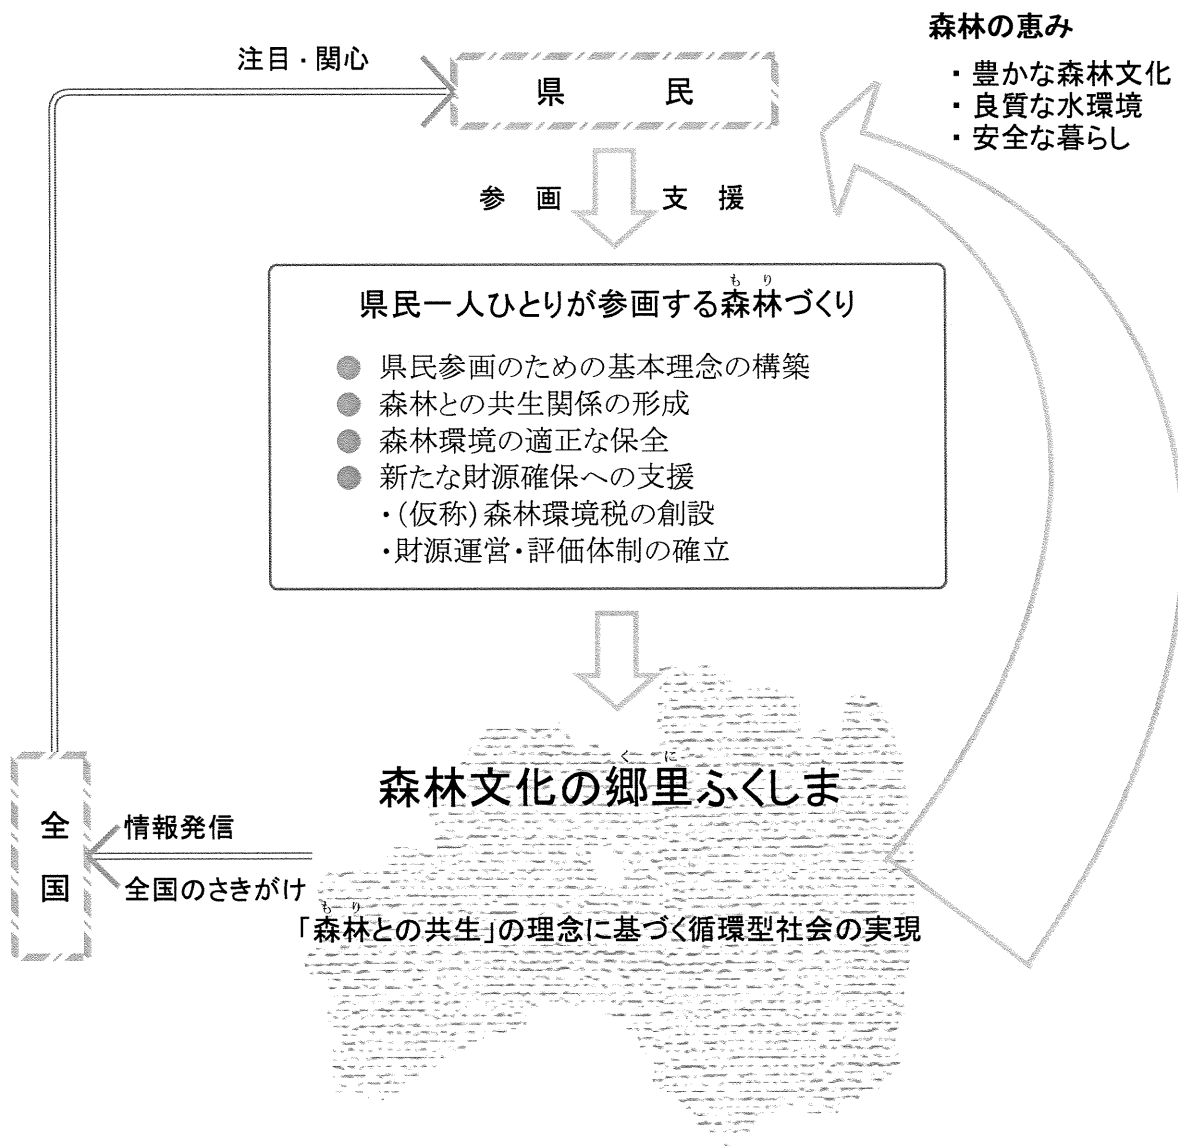 森林の恵み
・豊かな森林文化
・良質な水環境
・安全な暮らし
注目・関心
県 民
参 画 支 援
もり
県民一人ひとりが参画する森林づくり
● 県民参画のための基本理念の構築
● 森林との共生関係の形成
● 森林環境の適正な保全
● 新たな財源確保への支援
・(仮称)森林環境税の創設
・財源運営・評価体制の確立
くに
森林文化の郷里ふくしま
全国
情報発信
全国のさきがけ
もり
「森林との共生」の理念に基づく循環型社会の実現